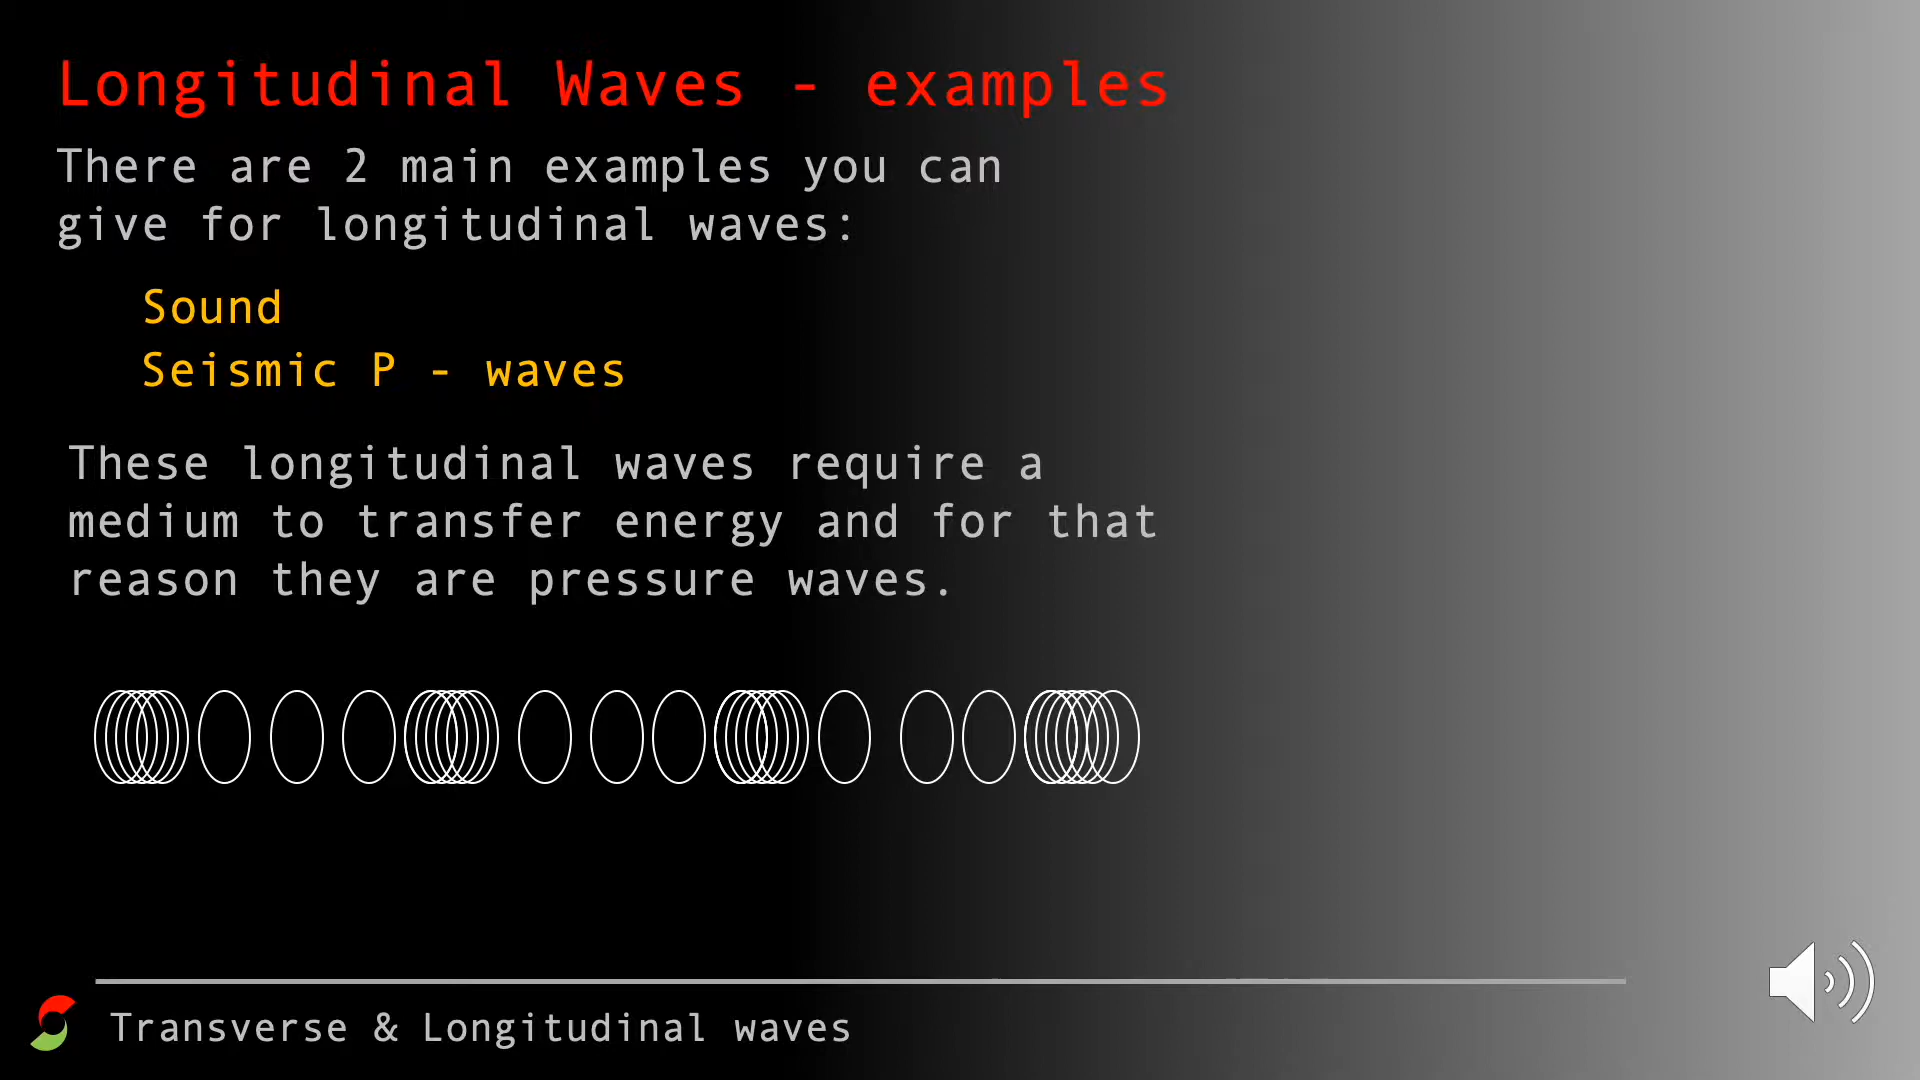 Longitudinal Waves - examples
There are 2 main examples you can
give for longitudinal waves:
Sound
Seismic P - waves
These longitudinal waves require a
medium to transfer energy and for that
reason they are pressure waves.
Transverse & Longitudinal waves